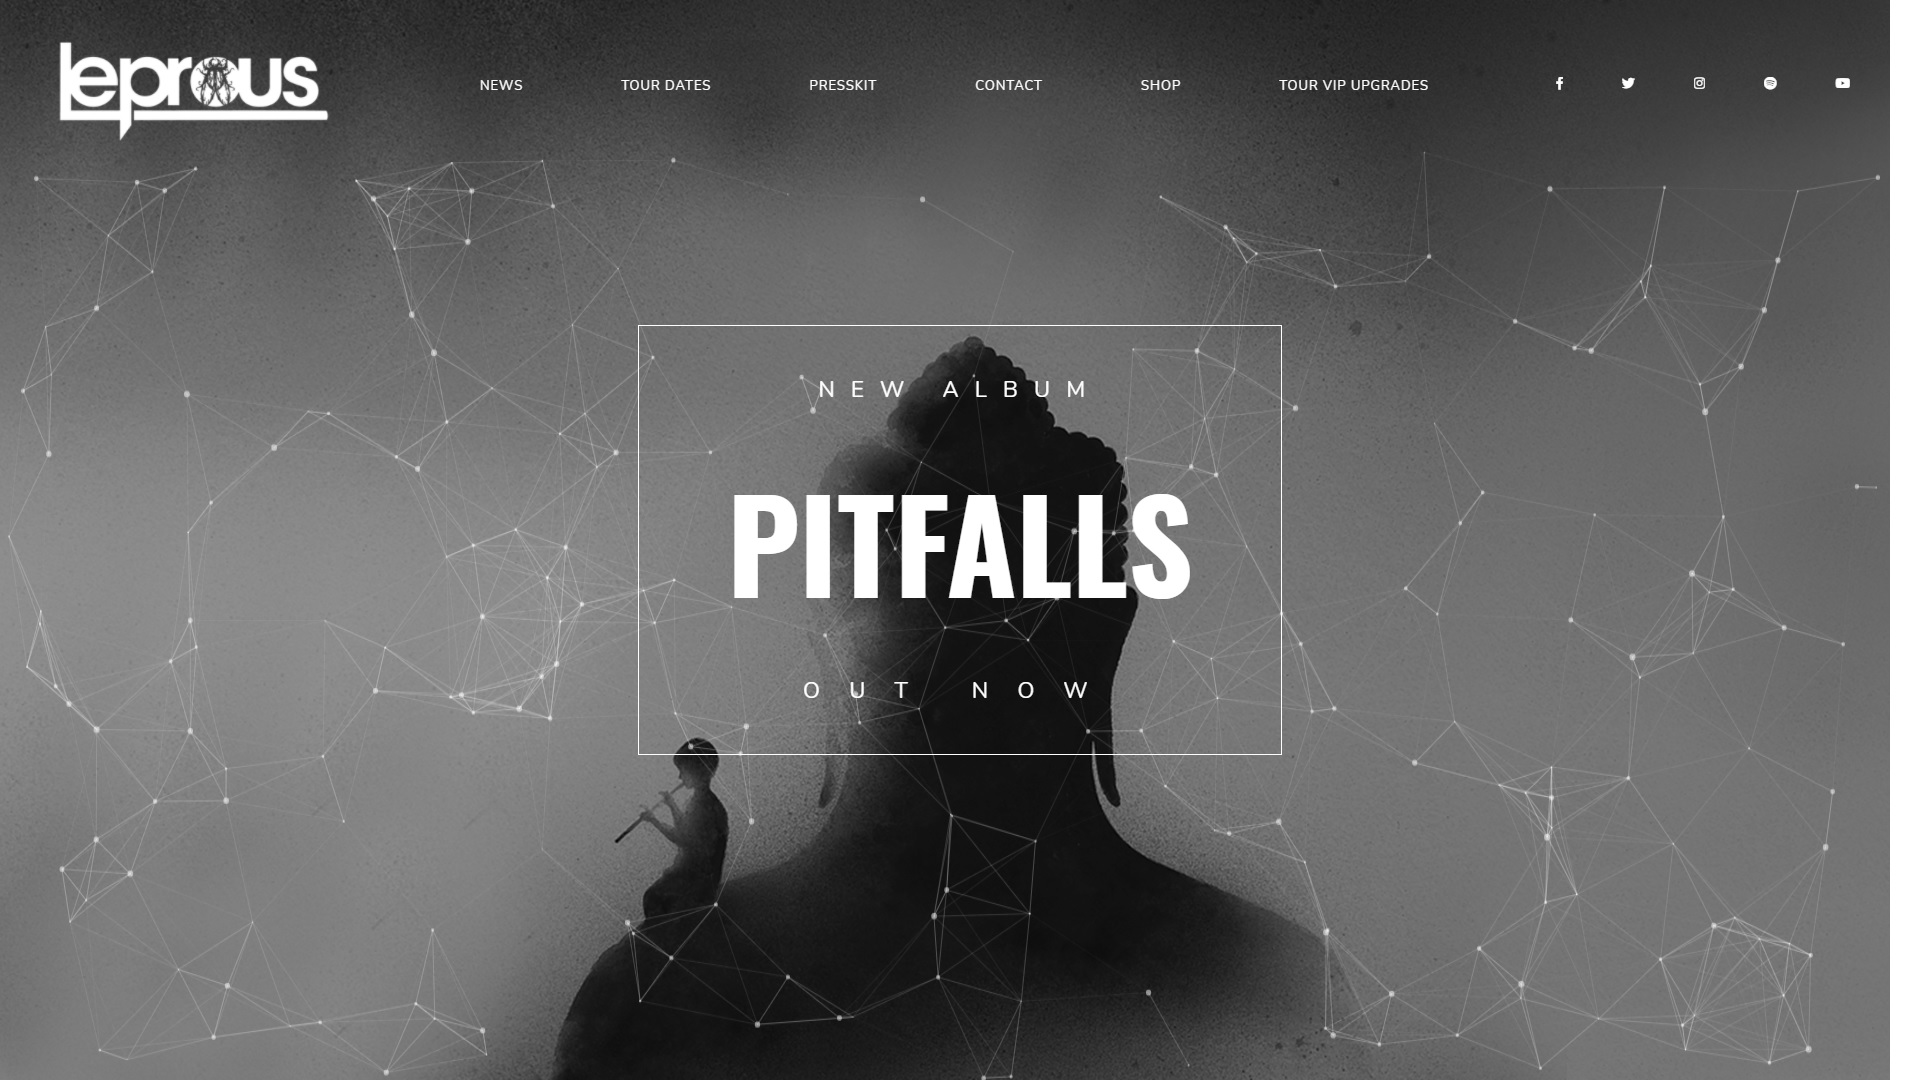 leprous
NEWS TOUR DATES PRESSKIT CONTACT SHOP TOUR VIP UPGRADES
NEW ALBUM
PITFALLS
OUT NOW